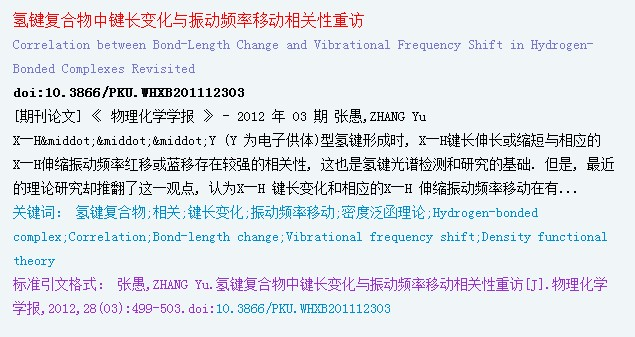 氢键复合物中键长变化与振动频率移动相关性重访
Correlation between Bond-Length Change and Vibrational Frequency Shift in Hydrogen-
Bonded Complexes Revisited
doi:10.3866/PKU.WHXB201112303
[期刊论文] 《 物理化学学报 》 - 2012 年 03 期 张愚,ZHANG Yu
X―H&middot;&middot;&middot;Y (Y 为电子供体)型氢键形成时, X―H键长伸长或缩短与相应的
X―H伸缩振动频率红移或蓝移存在较强的相关性, 这也是氢键光谱检测和研究的基础. 但是, 最近
的理论研究却推翻了这一观点, 认为X―H 键长变化和相应的X―H 伸缩振动频率移动在有...
关键词: 氢键复合物;相关;键长变化;振动频率移动;密度泛函理论;Hydrogen-bonded
complex;Correlation;Bond-length change;Vibrational frequency shift;Density functional
theory
标准引文格式: 张愚,ZHANG Yu.氢键复合物中键长变化与振动频率移动相关性重访[J].物理化学
学报,2012,28(03):499-503.doi:10.3866/PKU.WHXB201112303